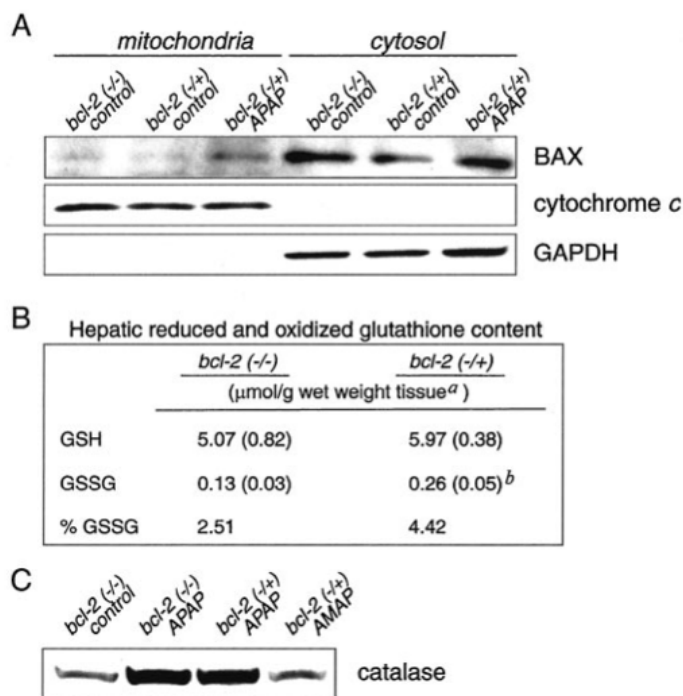 A
mitochondria cytosol
bcl-2 (-/-) control bcl-2 (-/+) control bcl-2 (-/+) APAP bcl-2 (-/-) control bcl-2 (-/+) control bcl-2 (-/+) APAP
BAX
cytochrome c
GAPDH
B
Hepatic reduced and oxidized glutathione content
bcl-2 (-/-) bcl-2 (-/+)
(μmol/g wet weight tissue a )
GSH 5.07 (0.82) 5.97 (0.38)
GSSG 0.13 (0.03) 0.26 (0.05) b
% GSSG 2.51 4.42
C
bcl-2 (-/-) control bcl-2 (-/-) APAP bcl-2 (-/+) APAP bcl-2 (-/+) AMAP
catalase